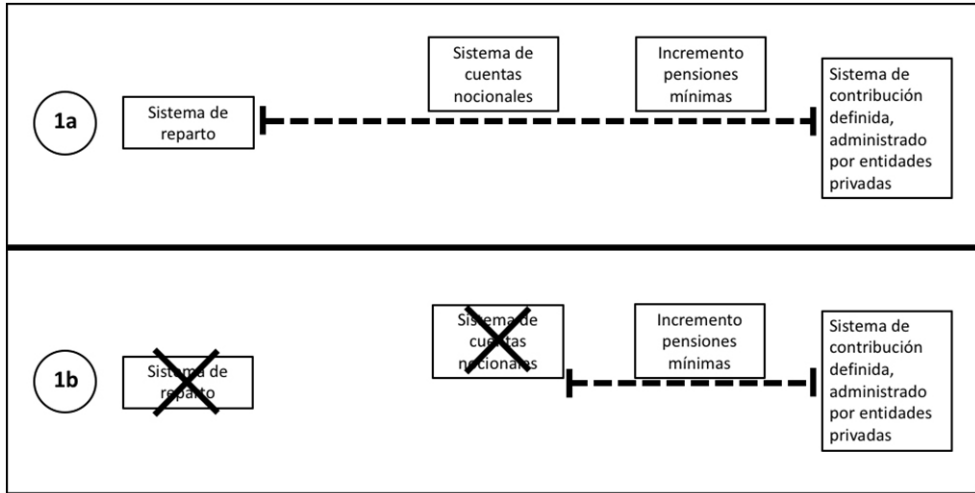 Sistema de
cuentas
nocionales
Incremento
pensiones
mínimas
1a
Sistema de
reparto
Sistema de
contribución
definida,
administrado
por entidades
privadas
Sistema de
cuentas
nocionales
Incremento
pensiones
mínimas
1b
Sistema de
reparto
Sistema de
contribución
definida,
administrado
por entidades
privadas